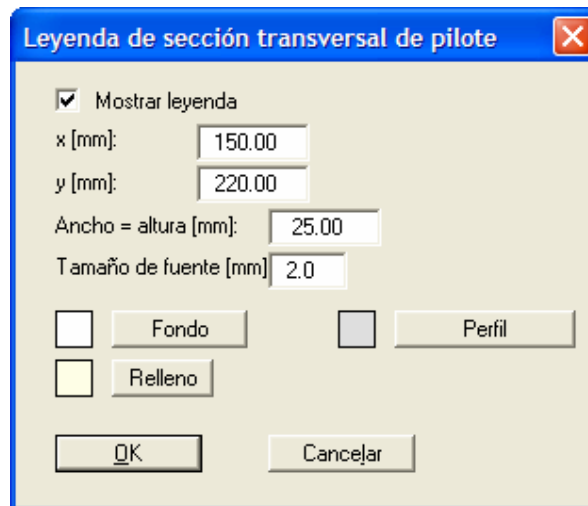 Leyenda de sección transversal de pilote
Mostrar leyenda
x [mm]: 150.00
y [mm]: 220.00
Ancho = altura [mm]: 25.00
Tamaño de fuente [mm] 2.0
Fondo Perfil
Relleno
OK Cancelar